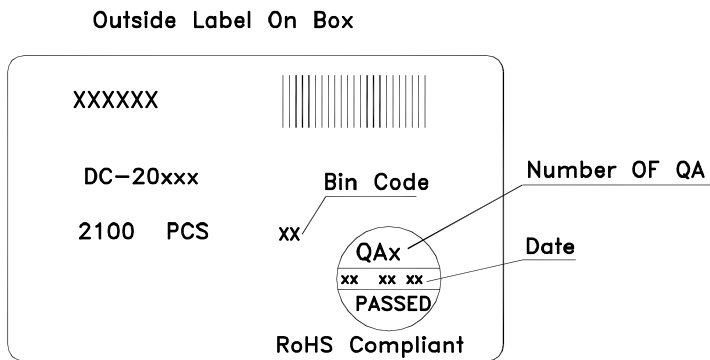 Outside Label On Box
XXXXXX
DC-20xxx
Bin Code
Number OF QA
2100 PCS
xx
QAx
Date
xx xx xx
PASSED
RoHS Compliant